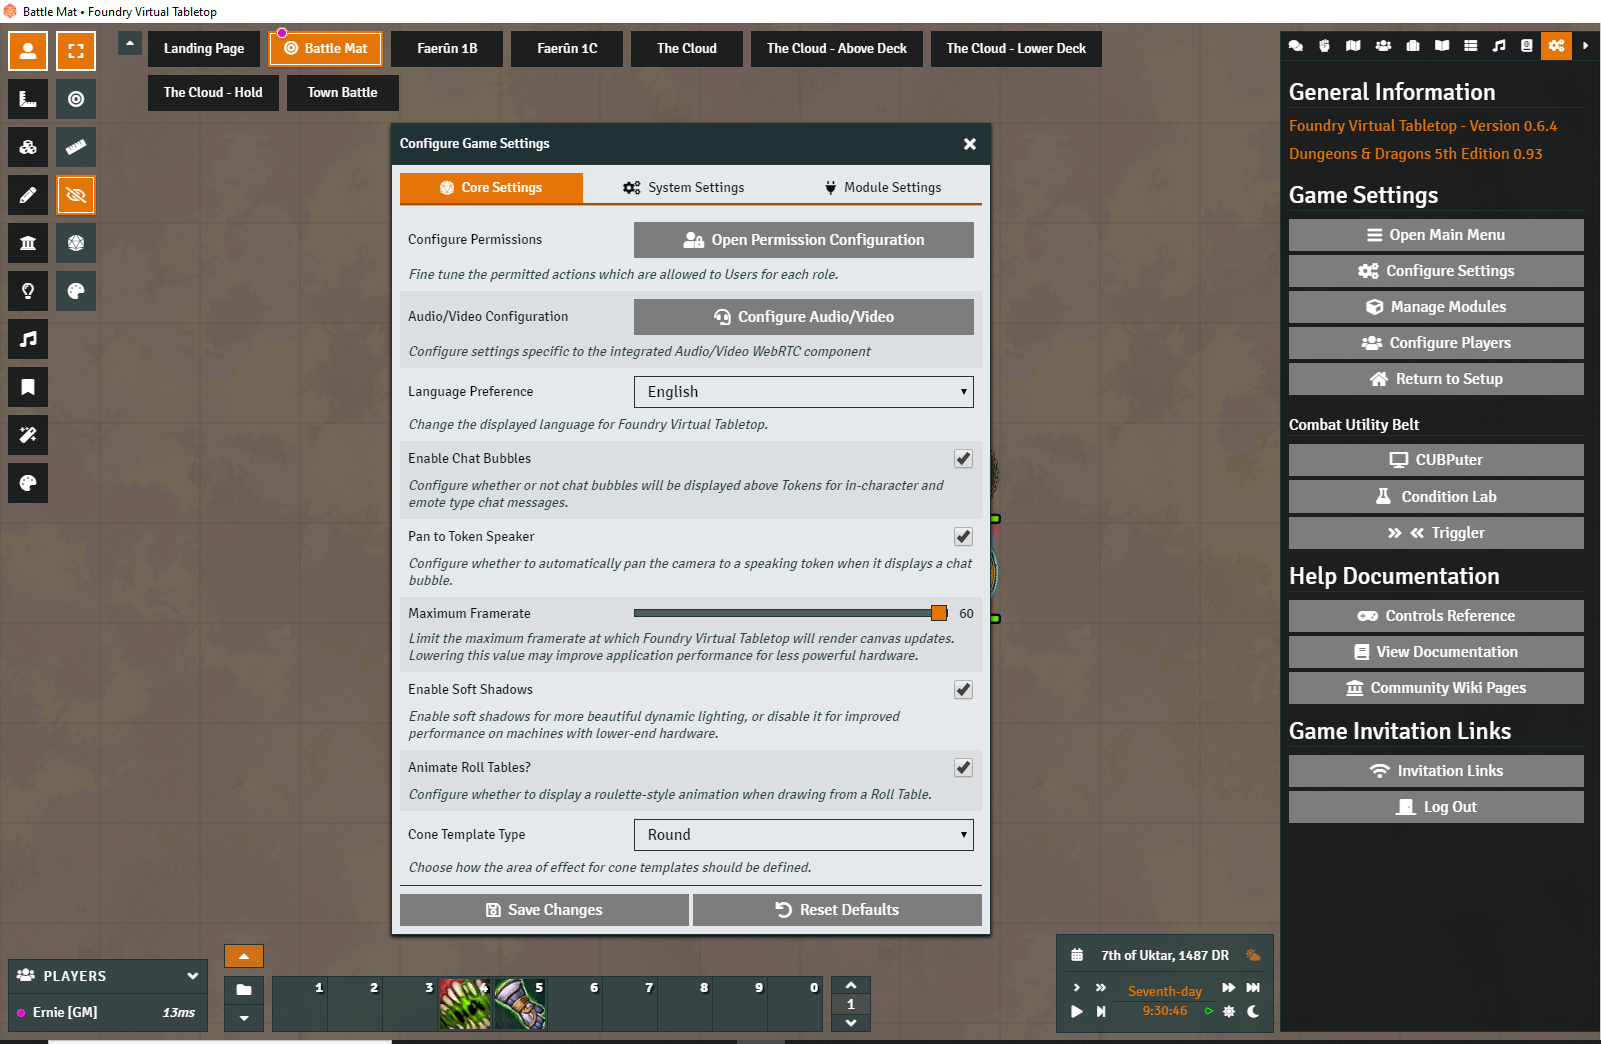 Battle Mat • Foundry Virtual Tabletop
Landing Page
Battle Mat
Faerûn 1B
Faerûn 1C
The Cloud
The Cloud - Above Deck
The Cloud - Lower Deck
The Cloud - Hold
Town Battle
Configure Game Settings
Core Settings
System Settings
Module Settings
Configure Permissions
Open Permission Configuration
Fine tune the permitted actions which are allowed to Users for each role.
Audio/Video Configuration
Configure Audio/Video
Configure settings specific to the integrated Audio/Video WebRTC component
Language Preference
English
Change the displayed language for Foundry Virtual Tabletop.
Enable Chat Bubbles
Configure whether or not chat bubbles will be displayed above Tokens for in-character and
emote type chat messages.
Pan to Token Speaker
Configure whether to automatically pan the camera to a speaking token when it displays a chat
bubble.
Maximum Framerate
60
Limit the maximum framerate at which Foundry Virtual Tabletop will render canvas updates.
Lowering this value may improve application performance for less powerful hardware.
Enable Soft Shadows
Enable soft shadows for more beautiful dynamic lighting, or disable it for improved
performance on machines with lower-end hardware.
Animate Roll Tables?
Configure whether to display a roulette-style animation when drawing from a Roll Table.
Cone Template Type
Round
Choose how the area of effect for cone templates should be defined.
Save Changes
Reset Defaults
General Information
Foundry Virtual Tabletop - Version 0.6.4
Dungeons & Dragons 5th Edition 0.93
Game Settings
Open Main Menu
Configure Settings
Manage Modules
Configure Players
Return to Setup
Combat Utility Belt
CUBPuter
Condition Lab
Triggler
Help Documentation
Controls Reference
View Documentation
Community Wiki Pages
Game Invitation Links
Invitation Links
Log Out
PLAYERS
Ernie [GM]
13ms
1
2
3
4
5
6
7
8
9
0
1
7th of Uktar, 1487 DR
Seventh-day
9:30:46